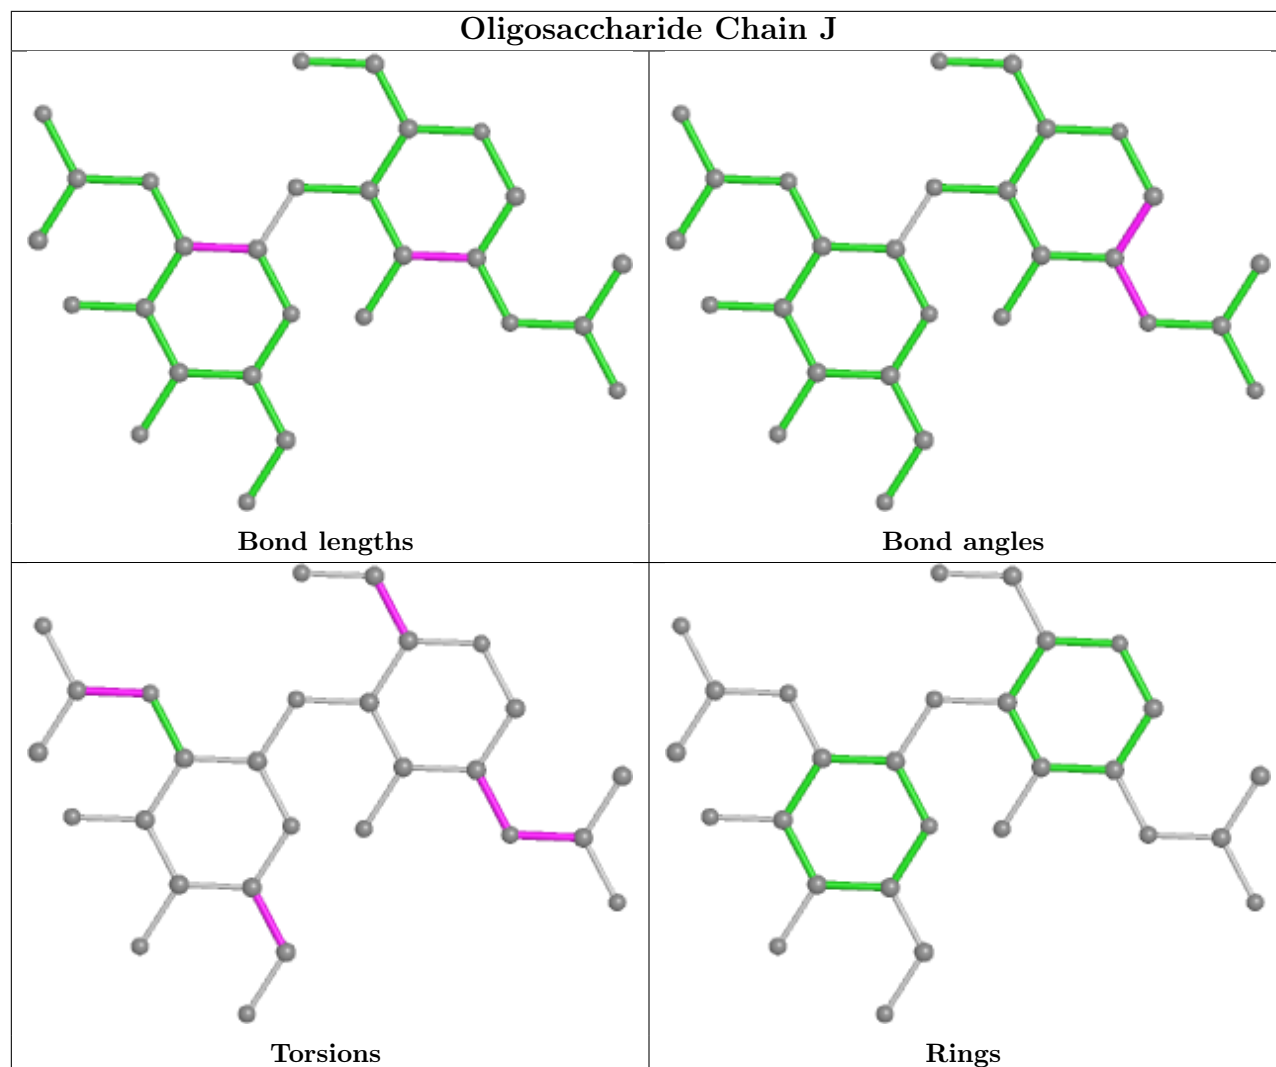 Oligosaccharide Chain J
Bond lengths
Bond angles
Torsions
Rings